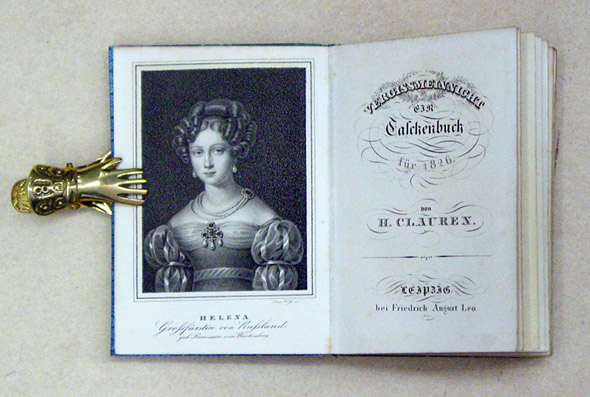 HELENA
Großfürstin von Rußland.
geb. Prinzessin von Würtemberg
VERGISSMEINNICHT
EIN
Taschenbuch
für 1826.
von
H. CLAUREN.
LEIPZIG
bei Friedrich August Leo.